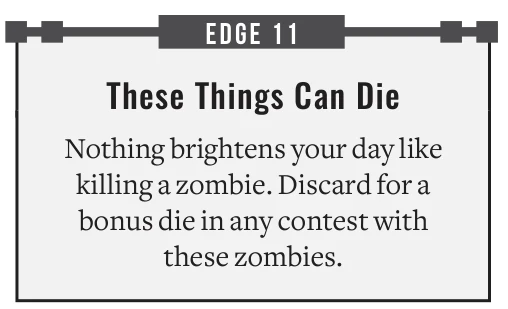 EDGE 11
These Things Can Die
Nothing brightens your day like
killing a zombie. Discard for a
bonus die in any contest with
these zombies.